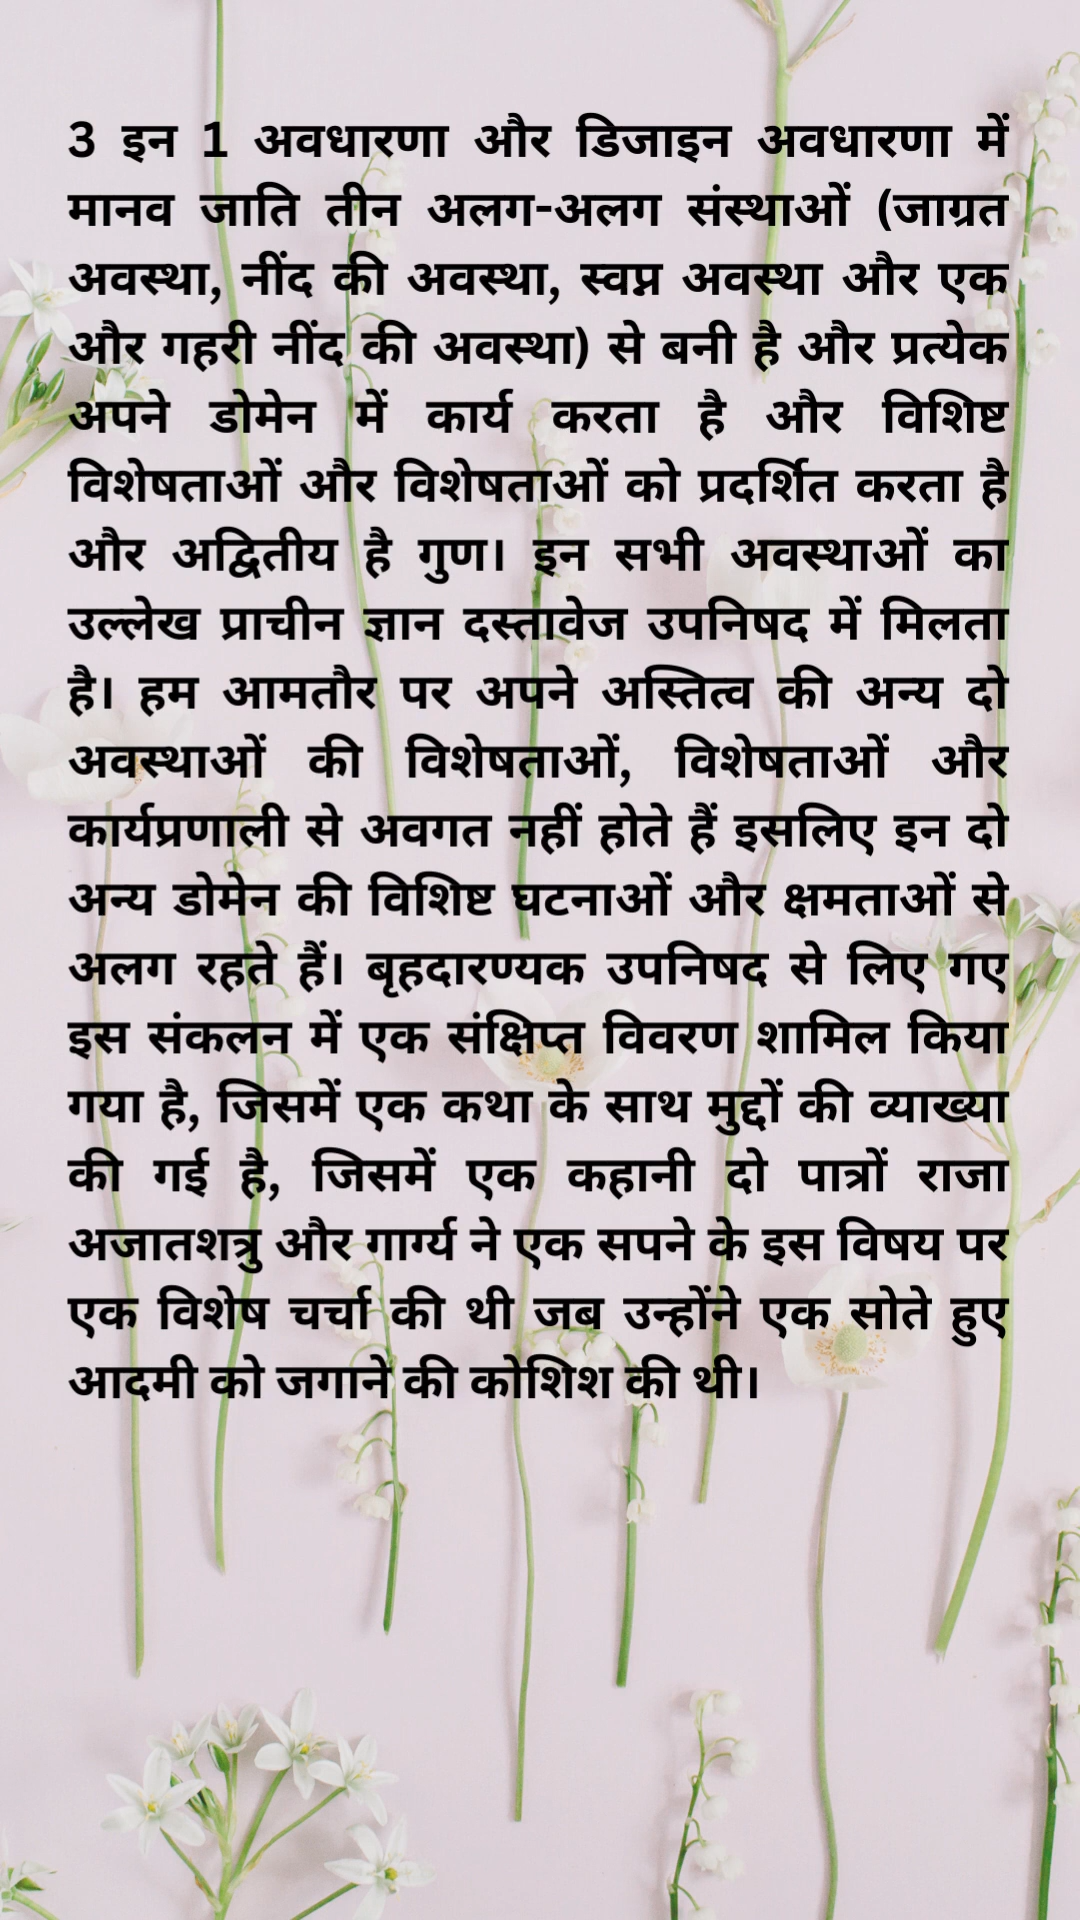 3 इन 1 अवधारणा और डिजाइन अवधारणा में
मानव जाति तीन अलग-अलग संस्थाओं (जाग्रत
अवस्था, नींद की अवस्था, स्वप्न अवस्था और एक
और गहरी नींद की अवस्था) से बनी है और प्रत्येक
अपने डोमेन में कार्य करता है और विशिष्ट
विशेषताओं और विशेषताओं को प्रदर्शित करता है
और अद्वितीय है गुण। इन सभी अवस्थाओं का
उल्लेख प्राचीन ज्ञान दस्तावेज उपनिषद में मिलता
है। हम आमतौर पर अपने अस्तित्व की अन्य दो
अवस्थाओं की विशेषताओं, विशेषताओं और
कार्यप्रणाली से अवगत नहीं होते हैं इसलिए इन दो
अन्य डोमेन की विशिष्ट घटनाओं और क्षमताओं से
अलग रहते हैं। बृहदारण्यक उपनिषद से लिए गए
इस संकलन में एक संक्षिप्त विवरण शामिल किया
गया है, जिसमें एक कथा के साथ मुद्दों की व्याख्या
की गई है, जिसमें एक कहानी दो पात्रों राजा
अजातशत्रु और गार्ग्य ने एक सपने के इस विषय पर
एक विशेष चर्चा की थी जब उन्होंने एक सोते हुए
आदमी को जगाने की कोशिश की थी।